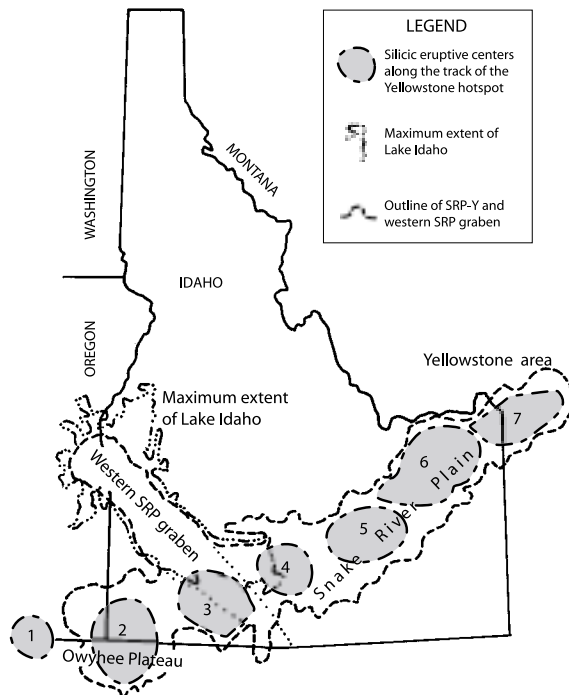 LEGEND
Silicic eruptive centers
along the track of the
Yellowstone hotspot
Maximum extent of
Lake Idaho
Outline of SRP-Y and
western SRP graben
WASHINGTON
MONTANA
IDAHO
OREGON
Yellowstone area
Maximum extent
of Lake Idaho
Western SRP graben
Snake River Plain
7
6
5
4
3
2
1
Owyhee Plateau